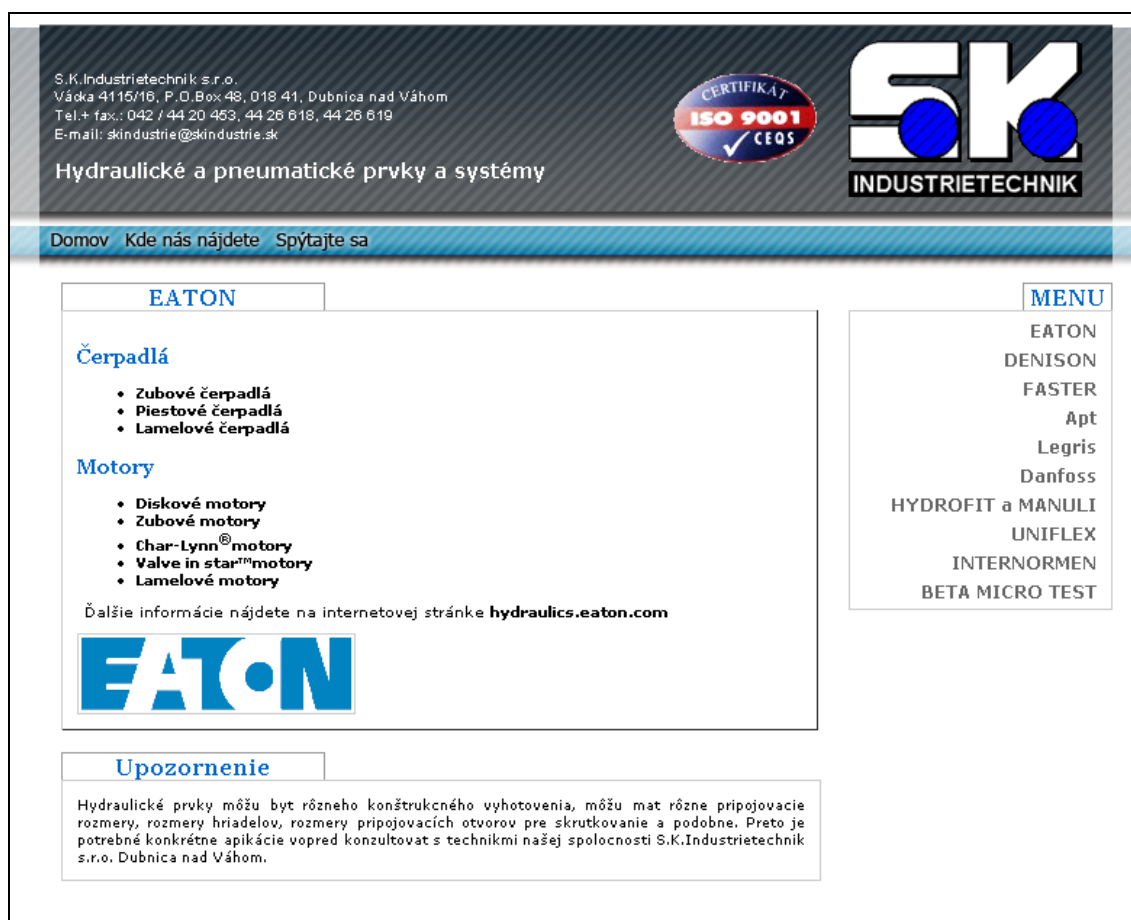 S.K.Industrietechnik s.r.o.
Vácka 4115/16, P.O.Box 48, 018 41, Dubnica nad Váhom
Tel.+ fax.: 042 / 44 20 453, 44 26 618, 44 26 619
E-mail: skindustrie@skindustrie.sk
Hydraulické a pneumatické prvky a systémy
CERTIFIKÁT
ISO 9001
CEQS
SK
INDUSTRIETECHNIK
Domov Kde nás nájdete Spýtajte sa
EATON
Čerpadlá
• Zubové čerpadlá
• Piestové čerpadlá
• Lamelové čerpadlá
Motory
• Diskové motory
• Zubové motory
• Char-Lynn®motory
• Valve in star™motory
• Lamelové motory
Ďalšie informácie nájdete na internetovej stránke hydraulics.eaton.com
EATON
MENU
EATON
DENISON
FASTER
Apt
Legris
Danfoss
HYDROFIT a MANULI
UNIFLEX
INTERNORMEN
BETA MICRO TEST
Upozornenie
Hydraulické prvky môžu byt rôzneho konštrukcného vyhotovenia, môžu mat rôzne pripojovacie
rozmery, rozmery hriadelov, rozmery pripojovacích otvorov pre skrutkovanie a podobne. Preto je
potrebné konkrétne apikácie vopred konzultovat s technikmi našej spolocnosti S.K.Industrietechnik
s.r.o. Dubnica nad Váhom.